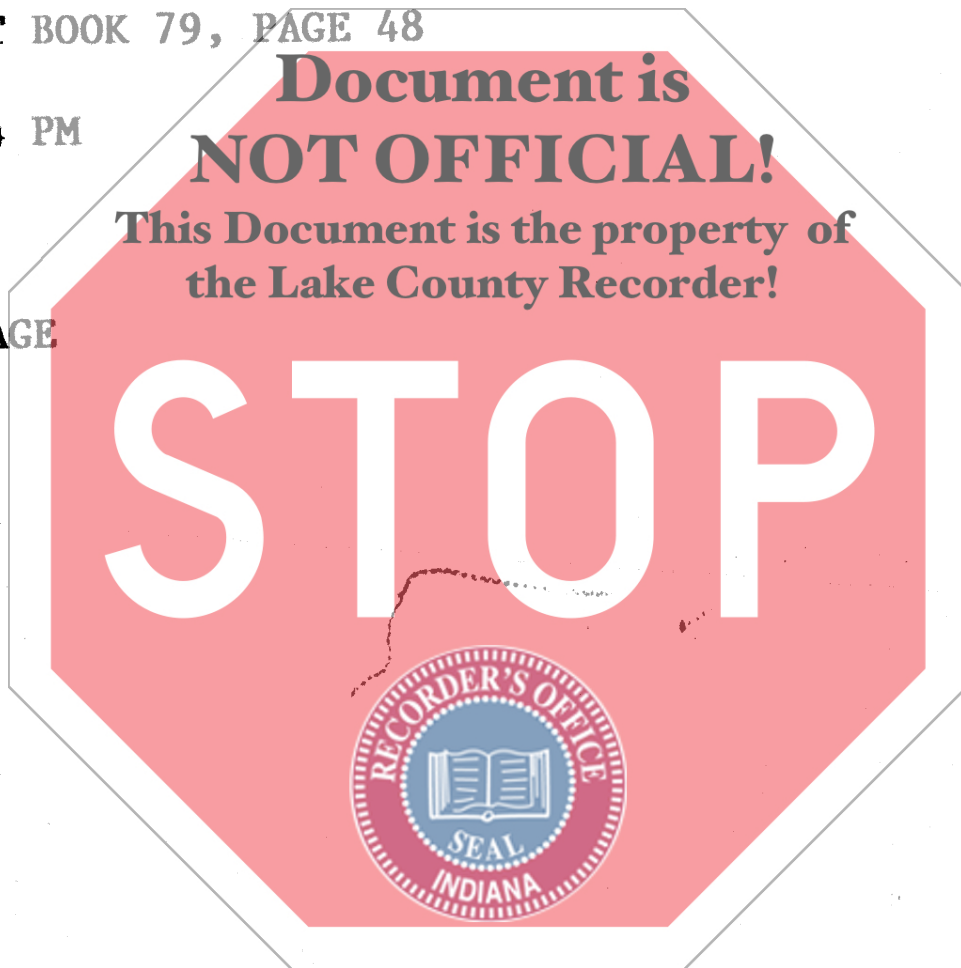 BOOK 79, PAGE 48
Document is
NOT OFFICIAL!
PM
This Document is the property of
the Lake County Recorder!
AGE
STOP
RECORDER'S OFFICE
SEAL
INDIANA